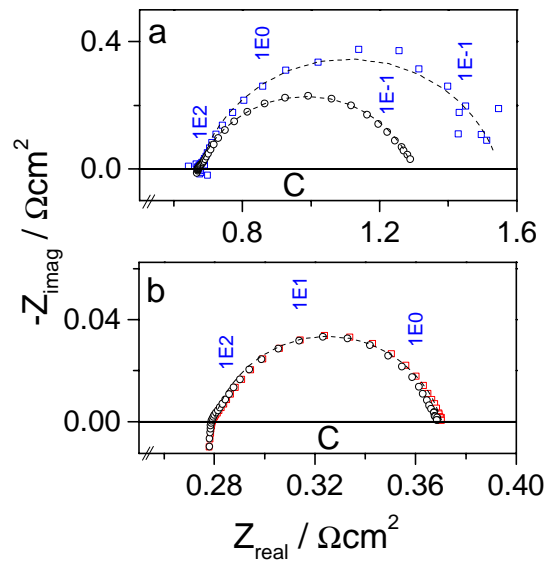 a
0.4
0.0
1E2
1E0
1E-1
1E-1
C
0.8
1.2
1.6
-Z_imag / Ωcm²
b
0.04
0.00
1E2
1E1
1E0
C
0.28
0.32
0.36
0.40
Z_real / Ωcm²